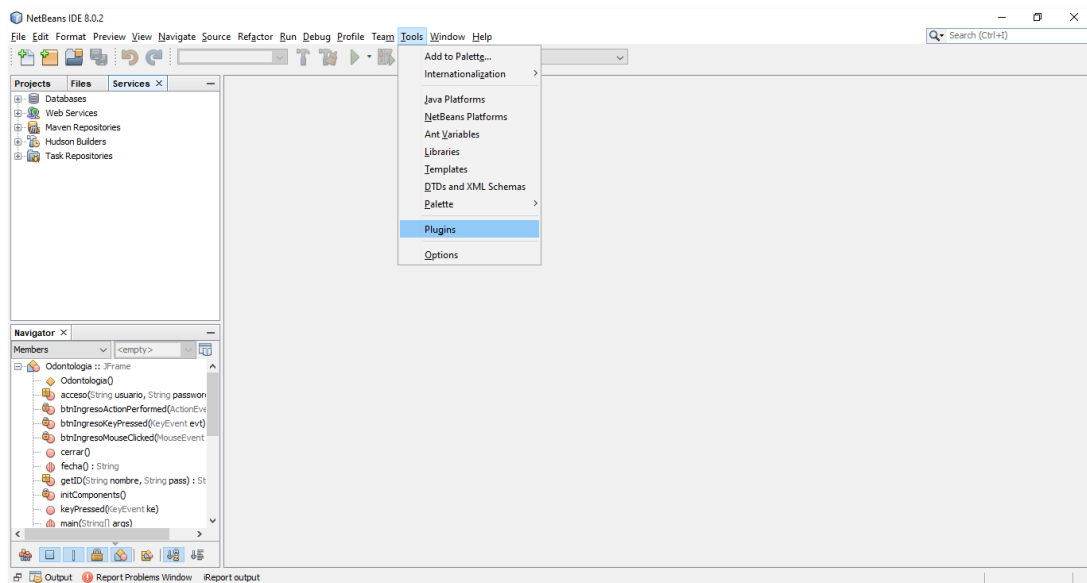 NetBeans IDE 8.0.2
File Edit Format Preview View Navigate Source Refactor Run Debug Profile Team Tools Window Help
Search (Ctrl+I)
Add to Palette...
Internationalization
Java Platforms
NetBeans Platforms
Ant Variables
Libraries
Templates
DTDs and XML Schemas
Palette
Plugins
Options
Projects Files Services
Databases
Web Services
Maven Repositories
Hudson Builders
Task Repositories
Navigator
Members <empty>
Odontologia :: JFrame
Odontologia()
acceso(String usuario, String passwor
btnIngresoActionPerformed(ActionEve
btnIngresoKeyPressed(KeyEvent evt)
btnIngresoMouseClicked(MouseEvent
cerrar()
fecha() : String
getID(String nombre, String pass) : St
initComponents()
keyPressed(KeyEvent ke)
main(String[] args)
Output Report Problems Window iReport output